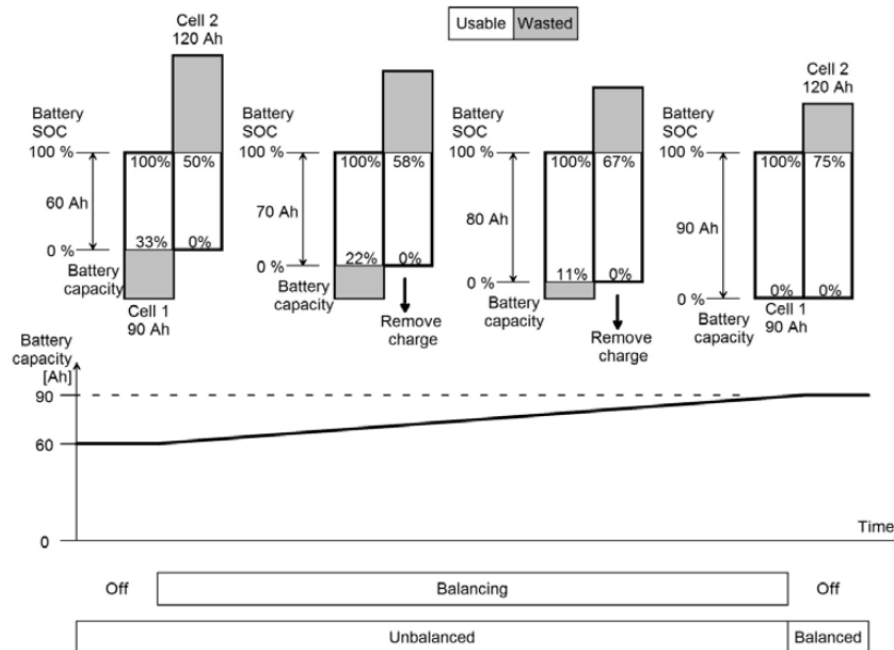 Usable Wasted
Cell 2
120 Ah
Battery
SOC
100 %
100% 50%
60 Ah
33% 0%
0 %
Battery
capacity
Cell 1
90 Ah
Battery
SOC
100 %
100% 58%
70 Ah
22% 0%
0 %
Battery
capacity
Remove
charge
Battery
SOC
100 %
100% 67%
80 Ah
11% 0%
0 %
Battery
capacity
Remove
charge
Cell 2
120 Ah
Battery
SOC
100 %
100% 75%
90 Ah
0% 0%
0 %
Battery
capacity
Cell 1
90 Ah
Battery
capacity
[Ah]
90
60
0
Time
Off Balancing Off
Unbalanced Balanced